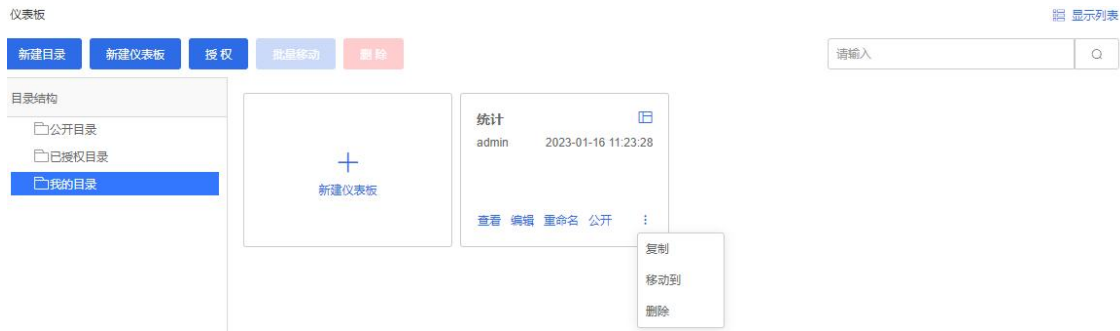 仪表板
显示列表
新建目录 新建仪表板 授权 批量移动 删除
请输入
目录结构
公开目录
已授权目录
我的目录
新建仪表板
统计
admin 2023-01-16 11:23:28
查看 编辑 重命名 公开
复制
移动到
删除